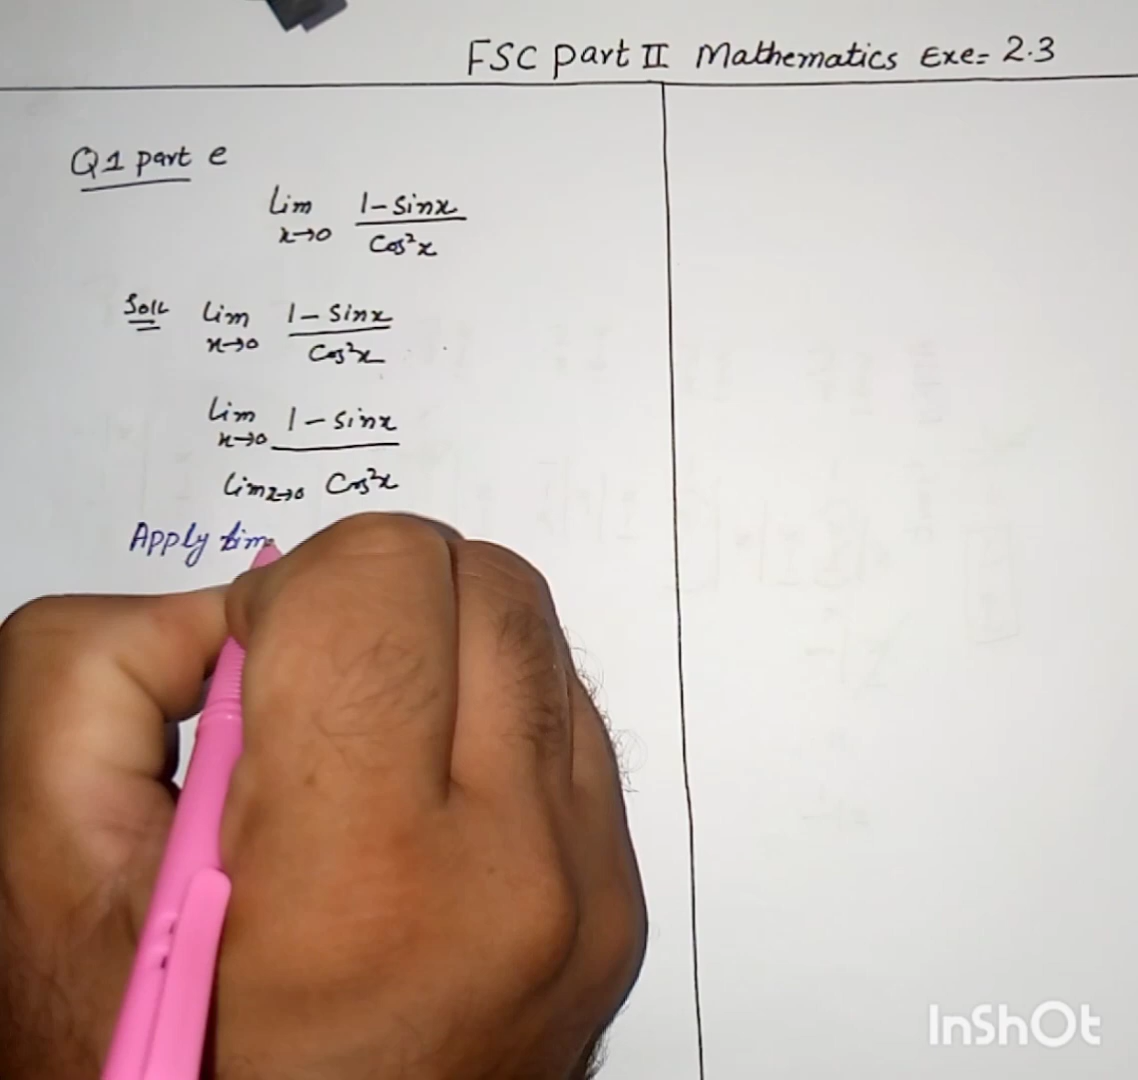 FSC part II Mathematics Exe= 2.3
Q1 part e
Lim x→0 1-Sinx / Cos²x
Sol: Lim x→0 1-Sinx / Cos²x
Lim x→0 1-Sinx
Lim x→0 Cos²x
Apply Lim
InShOt